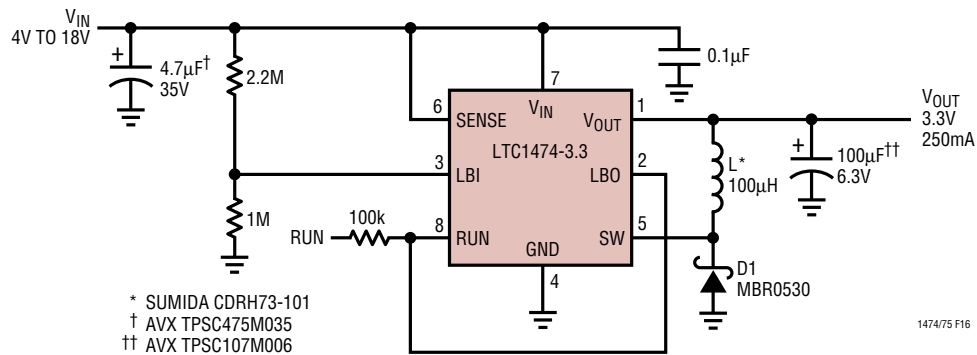 VIN
4V TO 18V
+
4.7µF†
35V
2.2M
0.1µF
7
6
SENSE
VIN
VOUT
1
VOUT
3.3V
250mA
LTC1474-3.3
3
LBI
LBO
2
L*
100µH
+
100µF††
6.3V
1M
100k
RUN
8
RUN
SW
5
GND
4
D1
MBR0530
* SUMIDA CDRH73-101
† AVX TPSC475M035
†† AVX TPSC107M006
1474/75 F16